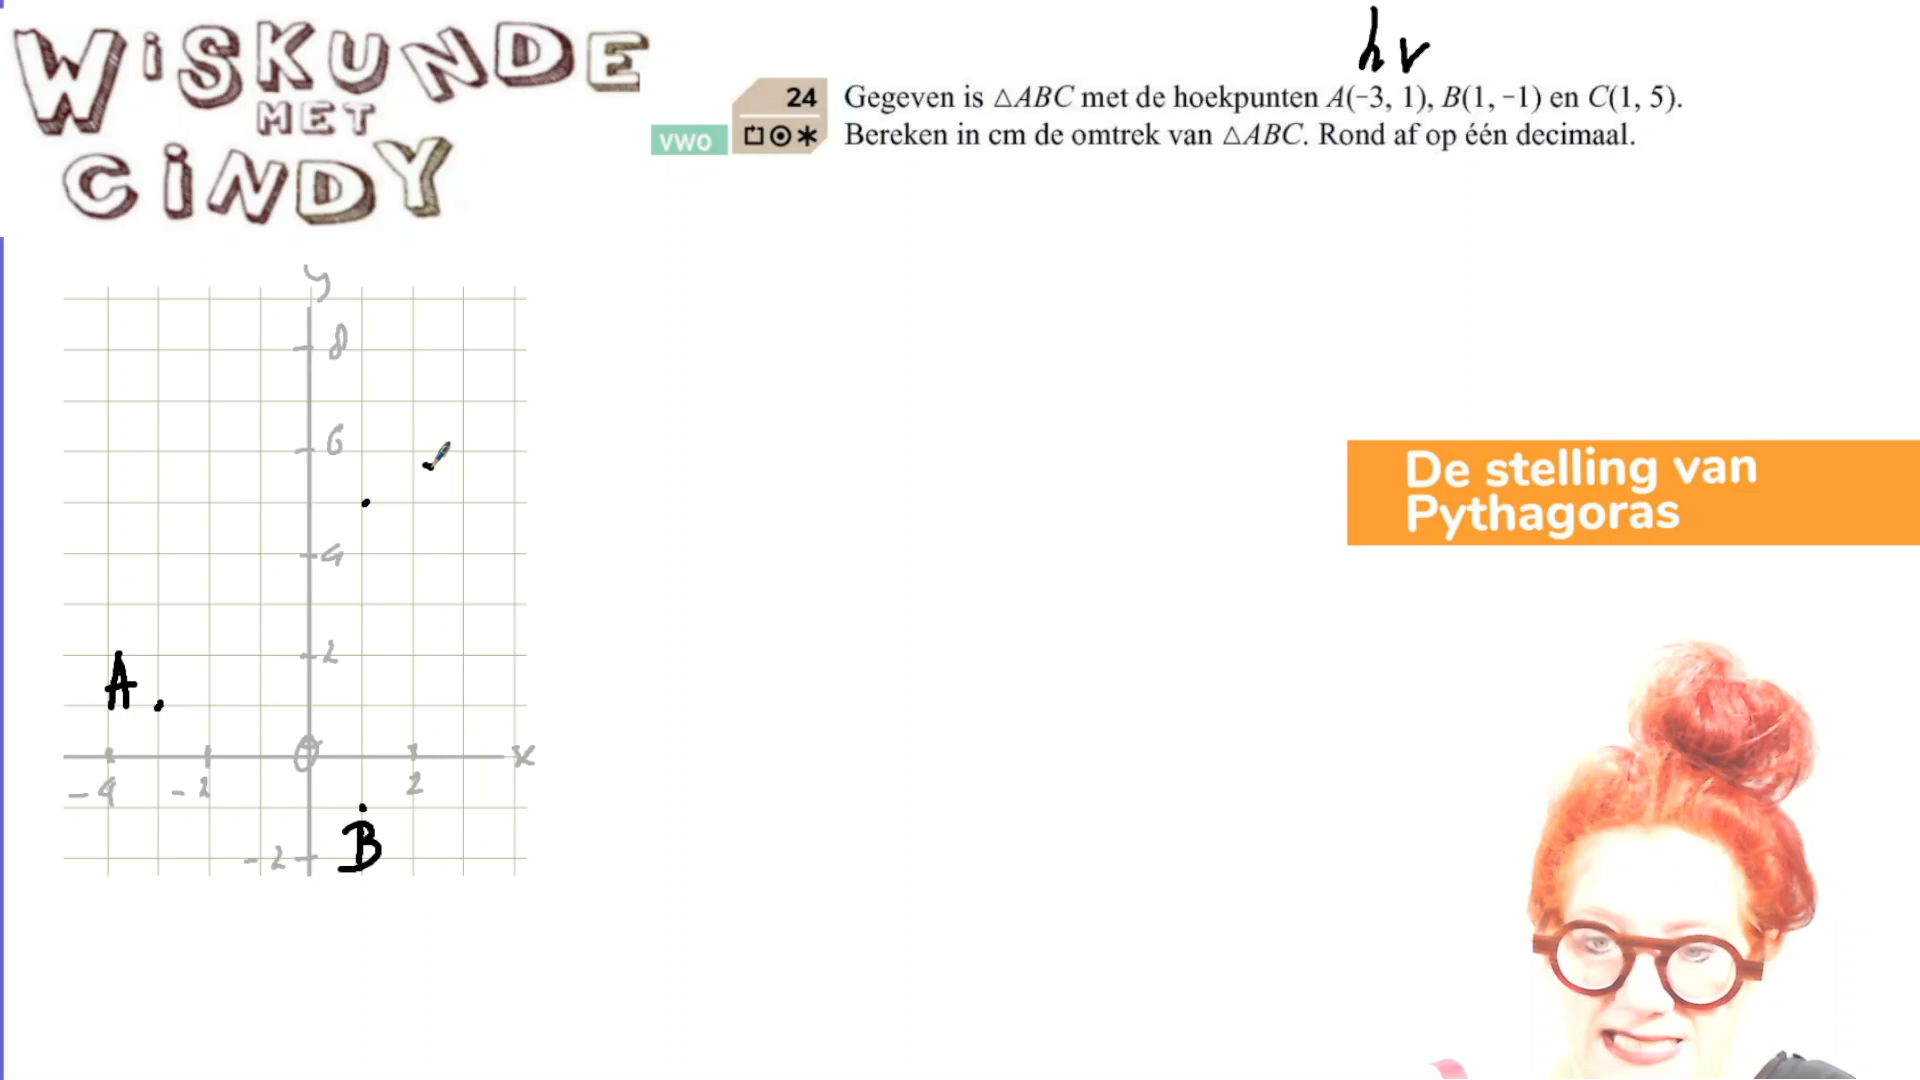 WiSKUNDE
MET
CiNDY
h v
24 Gegeven is △ABC met de hoekpunten A(−3, 1), B(1, −1) en C(1, 5).
vwo Bereken in cm de omtrek van △ABC. Rond af op één decimaal.
y
8
6
De stelling van
Pythagoras
4
2
A
O x
-4 -2 2
B
-2